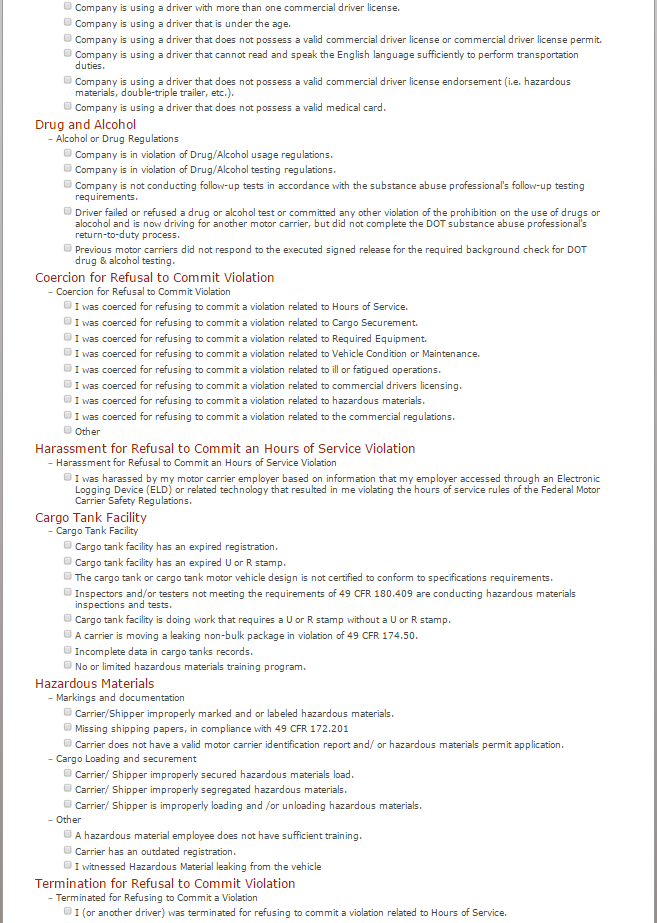 Company is using a driver with more than one commercial driver license.
Company is using a driver that is under the age.
Company is using a driver that does not possess a valid commercial driver license or commercial driver license permit.
Company is using a driver that cannot read and speak the English language sufficiently to perform transportation
duties.
Company is using a driver that does not possess a valid commercial driver license endorsement (i.e. hazardous
materials, double-triple trailer, etc.).
Company is using a driver that does not possess a valid medical card.
Drug and Alcohol
– Alcohol or Drug Regulations
Company is in violation of Drug/Alcohol usage regulations.
Company is in violation of Drug/Alcohol testing regulations.
Company is not conducting follow-up tests in accordance with the substance abuse professional's follow-up testing
requirements.
Driver failed or refused a drug or alcohol test or committed any other violation of the prohibition on the use of drugs or
alocohol and is now driving for another motor carrier, but did not complete the DOT substance abuse professional's
return-to-duty process.
Previous motor carriers did not respond to the executed signed release for the required background check for DOT
drug & alcohol testing.
Coercion for Refusal to Commit Violation
– Coercion for Refusal to Commit Violation
I was coerced for refusing to commit a violation related to Hours of Service.
I was coerced for refusing to commit a violation related to Cargo Securement.
I was coerced for refusing to commit a violation related to Required Equipment.
I was coerced for refusing to commit a violation related to Vehicle Condition or Maintenance.
I was coerced for refusing to commit a violation related to ill or fatigued operations.
I was coerced for refusing to commit a violation related to commercial drivers licensing.
I was coerced for refusing to commit a violation related to hazardous materials.
I was coerced for refusing to commit a violation related to the commercial regulations.
Other
Harassment for Refusal to Commit an Hours of Service Violation
– Harassment for Refusal to Commit an Hours of Service Violation
I was harassed by my motor carrier employer based on information that my employer accessed through an Electronic
Logging Device (ELD) or related technology that resulted in me violating the hours of service rules of the Federal Motor
Carrier Safety Regulations.
Cargo Tank Facility
– Cargo Tank Facility
Cargo tank facility has an expired registration.
Cargo tank facility has an expired U or R stamp.
The cargo tank or cargo tank motor vehicle design is not certified to conform to specifications requirements.
Inspectors and/or testers not meeting the requirements of 49 CFR 180.409 are conducting hazardous materials
inspections and tests.
Cargo tank facility is doing work that requires a U or R stamp without a U or R stamp.
A carrier is moving a leaking non-bulk package in violation of 49 CFR 174.50.
Incomplete data in cargo tanks records.
No or limited hazardous materials training program.
Hazardous Materials
– Markings and documentation
Carrier/Shipper improperly marked and or labeled hazardous materials.
Missing shipping papers, in compliance with 49 CFR 172.201
Carrier does not have a valid motor carrier identification report and/ or hazardous materials permit application.
– Cargo Loading and securement
Carrier/ Shipper improperly secured hazardous materials load.
Carrier/ Shipper improperly segregated hazardous materials.
Carrier/ Shipper is improperly loading and /or unloading hazardous materials.
– Other
A hazardous material employee does not have sufficient training.
Carrier has an outdated registration.
I witnessed Hazardous Material leaking from the vehicle
Termination for Refusal to Commit Violation
– Terminated for Refusing to Commit a Violation
I (or another driver) was terminated for refusing to commit a violation related to Hours of Service.